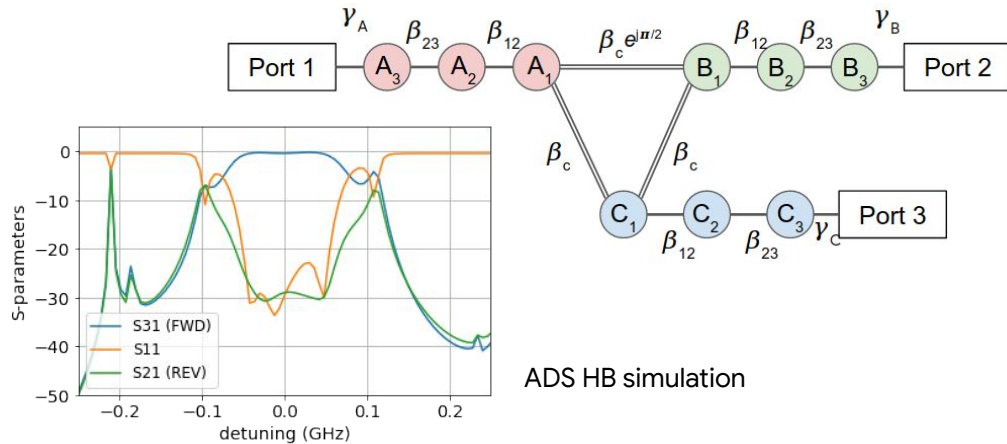 γA β23 β12 βc e^jπ/2 β12 β23 γB
Port 1 A3 A2 A1 B1 B2 B3 Port 2
βc βc
C1 C2 C3 Port 3
β12 β23 γC
0
−10
−20
−30
−40
−50
S-parameters
S31 (FWD)
S11
S21 (REV)
−0.2 −0.1 0.0 0.1 0.2
detuning (GHz)
ADS HB simulation